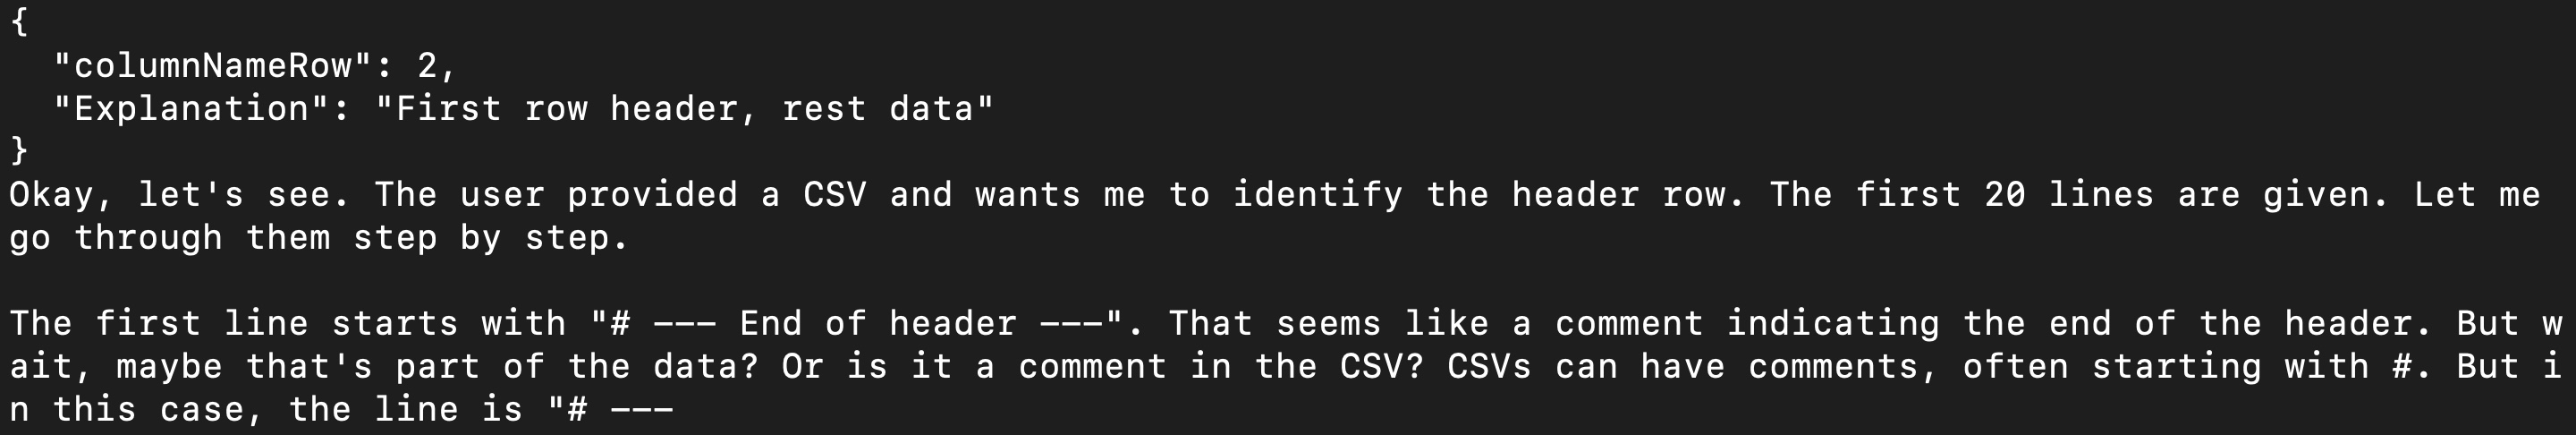 {
  "columnNameRow": 2,
  "Explanation": "First row header, rest data"
}
Okay, let's see. The user provided a CSV and wants me to identify the header row. The first 20 lines are given. Let me
go through them step by step.

The first line starts with "# --- End of header ---". That seems like a comment indicating the end of the header. But w
ait, maybe that's part of the data? Or is it a comment in the CSV? CSVs can have comments, often starting with #. But i
n this case, the line is "# ---